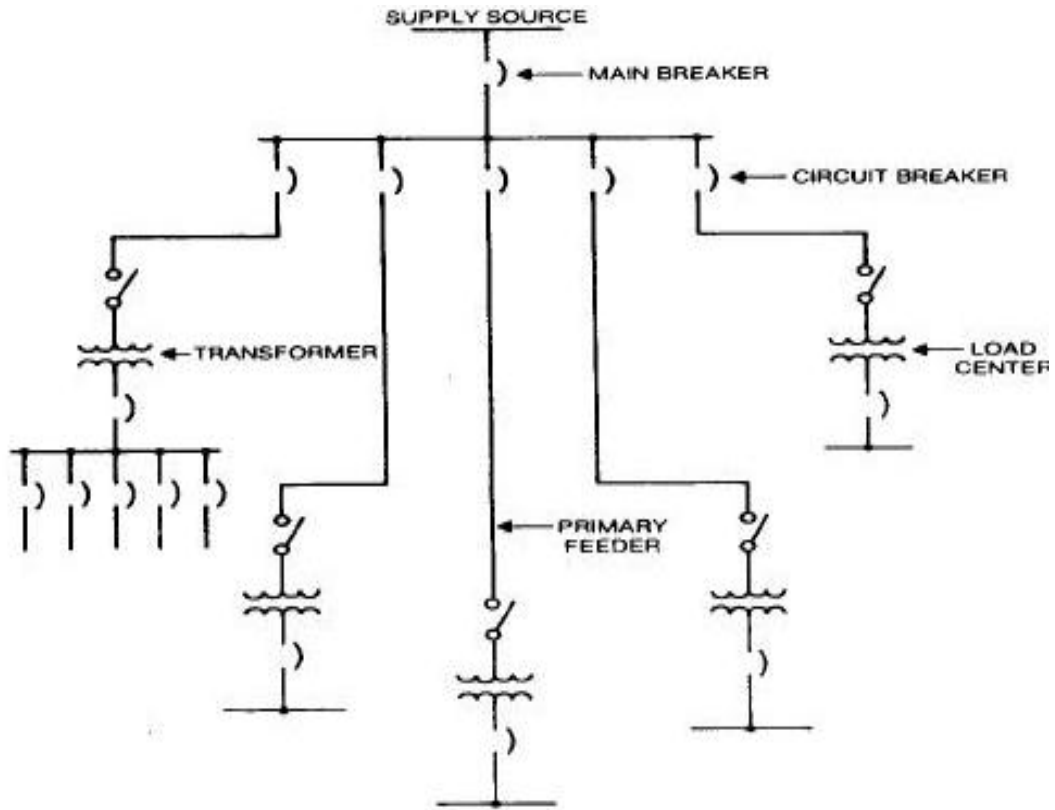 SUPPLY SOURCE
MAIN BREAKER
CIRCUIT BREAKER
TRANSFORMER
LOAD
CENTER
PRIMARY
FEEDER